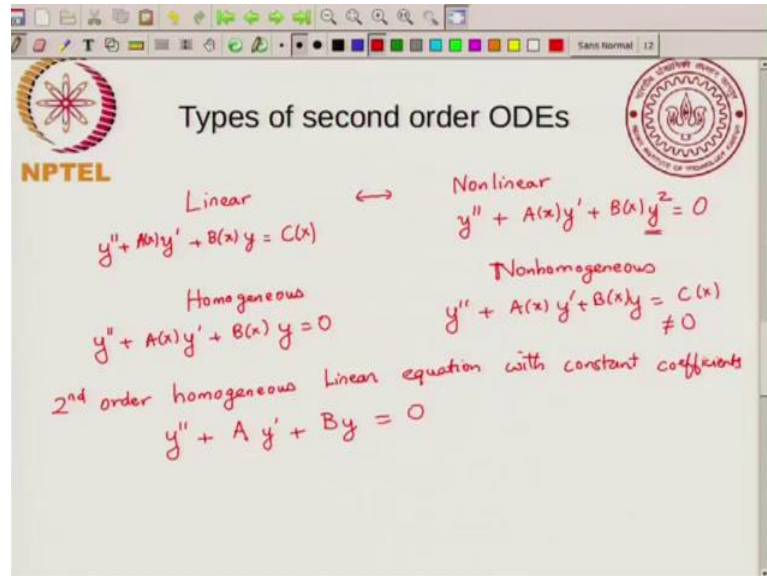 Sans Normal 12
Types of second order ODEs
NPTEL
Linear ↔ Nonlinear
y'' + A(x)y' + B(x)y = C(x)
y'' + A(x)y' + B(x)y² = 0
Homogeneous
Nonhomogeneous
y'' + A(x)y' + B(x)y = 0
y'' + A(x)y' + B(x)y = C(x)
≠ 0
2nd order homogeneous Linear equation with constant coefficients
y'' + A y' + By = 0